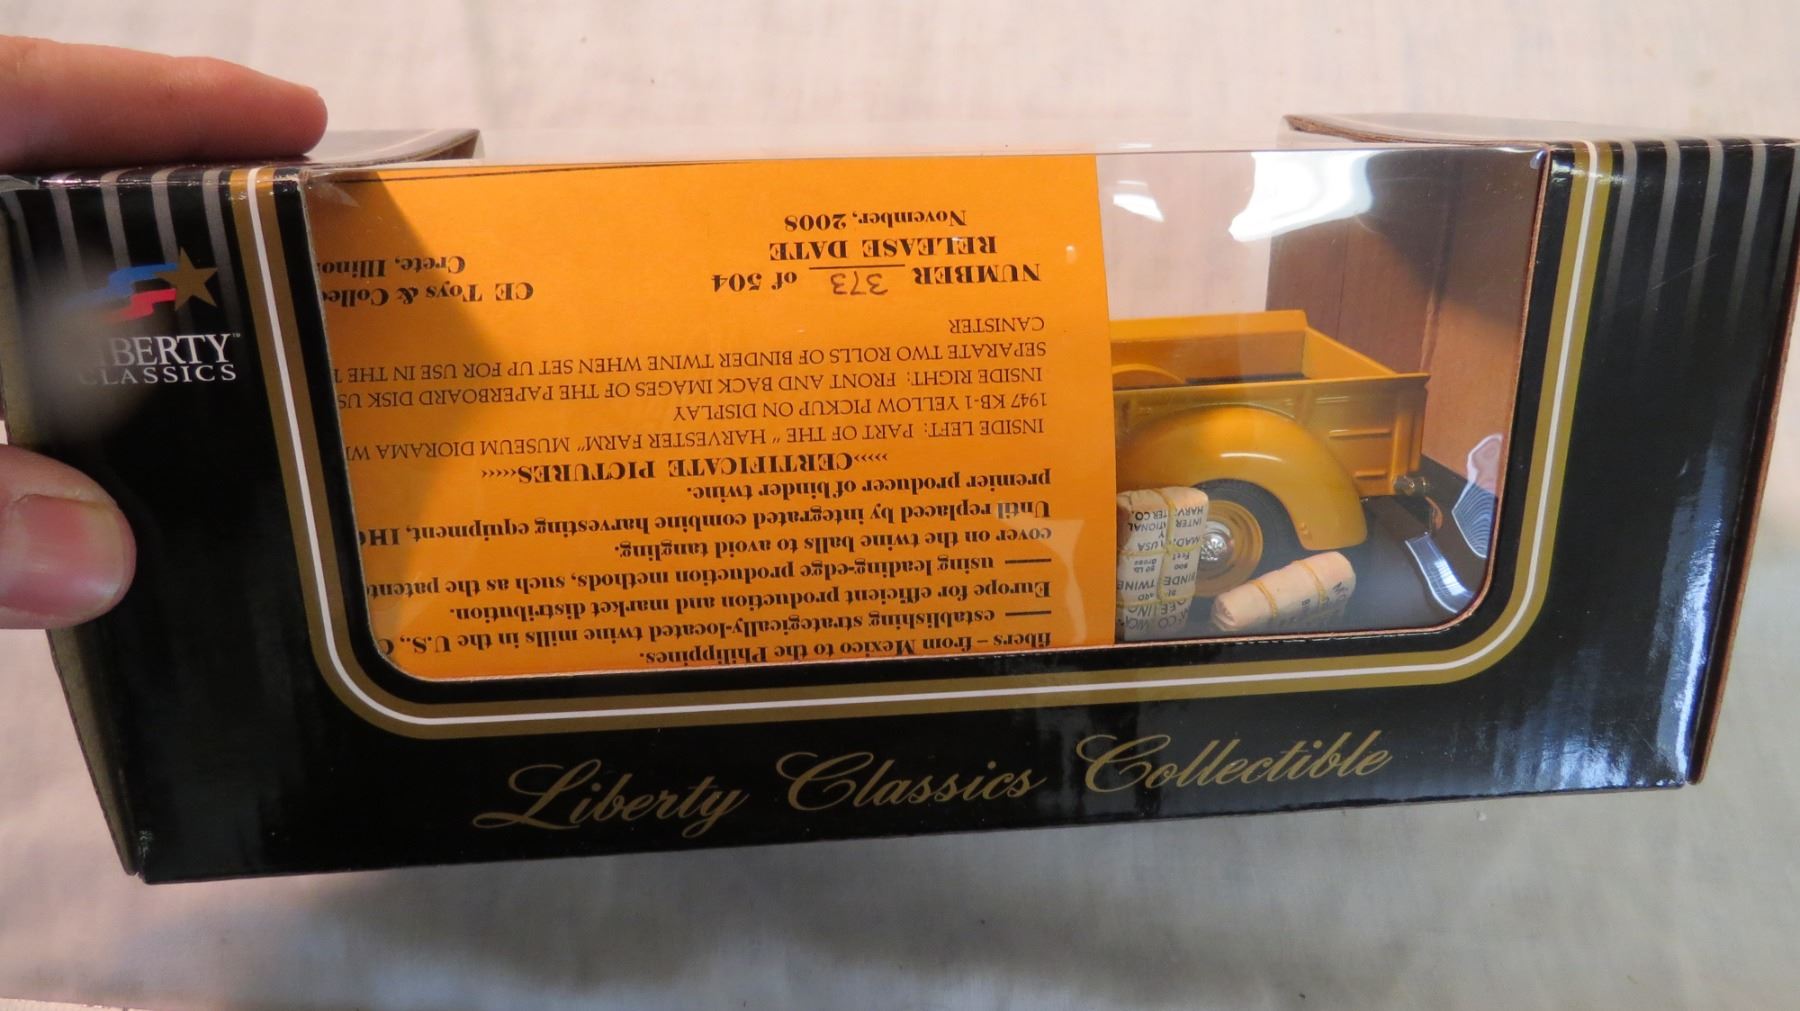 LIBERTY
CLASSICS
fibers – from Mexico to the Philippines.
— establishing strategically-located twine mills in the U.S.,
Europe for efficient production and market distribution.
— using leading-edge production methods, such as the
cover on the twine balls to avoid tangling.
Until replaced by integrated combine harvesting equipment,
premier producer of binder twine.
»»»CERTIFICATE PICTURES«««
INSIDE LEFT: PART OF THE "HARVESTER FARM" MUSEUM DIORAMA
1947 KB-1 YELLOW PICKUP ON DISPLAY
INSIDE RIGHT: FRONT AND BACK IMAGES OF THE PAPERBOARD DISK
SEPARATE TWO ROLLS OF BINDER TWINE WHEN SET UP FOR USE IN THE
CANISTER
NUMBER 373 of 504
RELEASE DATE
November, 2008
CE Toys &
Crete,
INTER
USA
50 Lb
TWINE
Liberty Classics Collectible